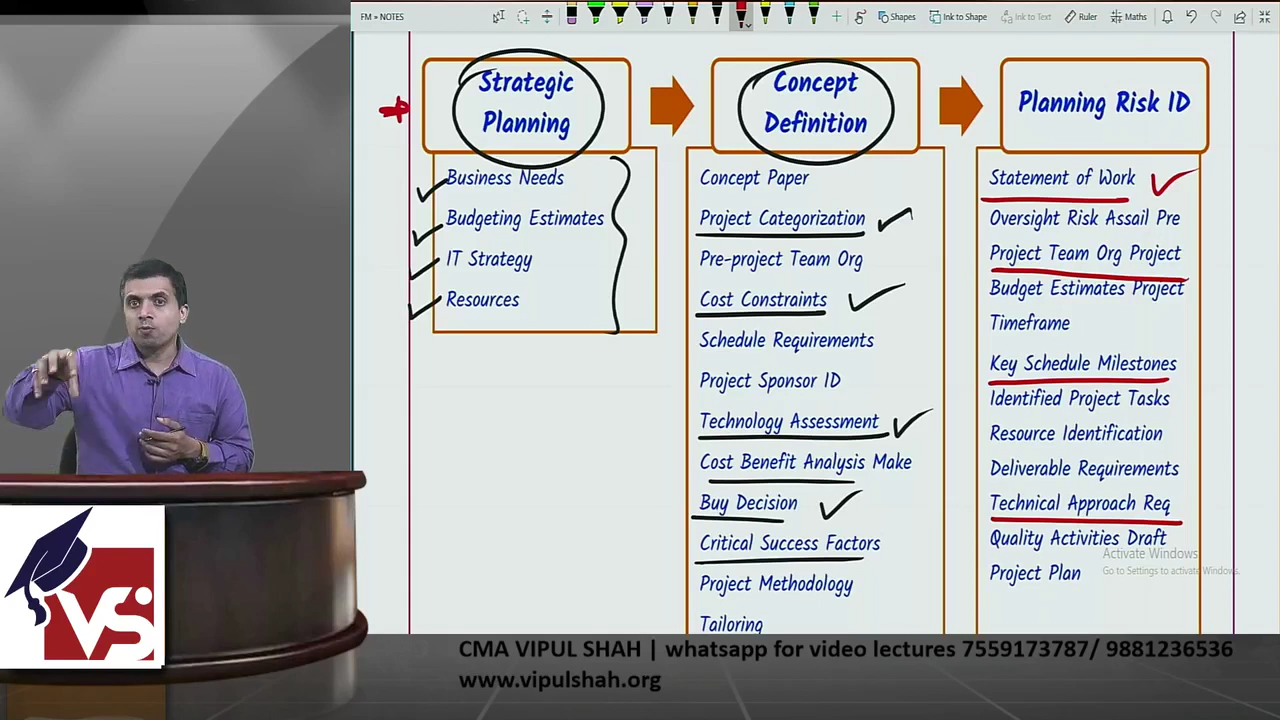 FM » NOTES
Shapes
Ink to Shape
Ink to Text
Ruler
Maths
Strategic
Planning
Business Needs
Budgeting Estimates
IT Strategy
Resources
Concept
Definition
Concept Paper
Project Categorization
Pre-project Team Org
Cost Constraints
Schedule Requirements
Project Sponsor ID
Technology Assessment
Cost Benefit Analysis Make
Buy Decision
Critical Success Factors
Project Methodology
Tailoring
Planning Risk ID
Statement of Work
Oversight Risk Assail Pre
Project Team Org Project
Budget Estimates Project
Timeframe
Key Schedule Milestones
Identified Project Tasks
Resource Identification
Deliverable Requirements
Technical Approach Req
Quality Activities Draft
Project Plan
Activate Windows
Go to Settings to activate Windows.
VS
CMA VIPUL SHAH | whatsapp for video lectures 7559173787/ 9881236536
www.vipulshah.org